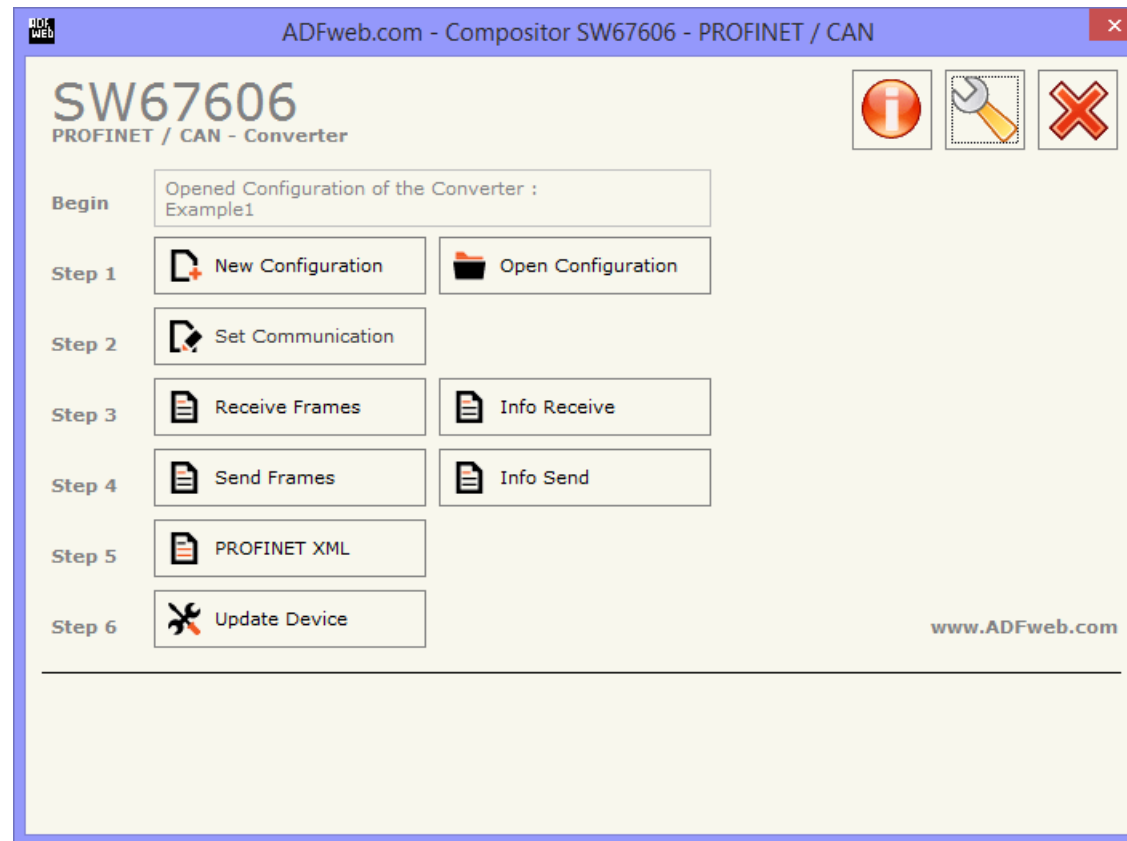 ADF
WEB
ADFweb.com - Compositor SW67606 - PROFINET / CAN
SW67606
PROFINET / CAN - Converter
Begin
Opened Configuration of the Converter :
Example1
Step 1
New Configuration
Open Configuration
Step 2
Set Communication
Step 3
Receive Frames
Info Receive
Step 4
Send Frames
Info Send
Step 5
PROFINET XML
Step 6
Update Device
www.ADFweb.com